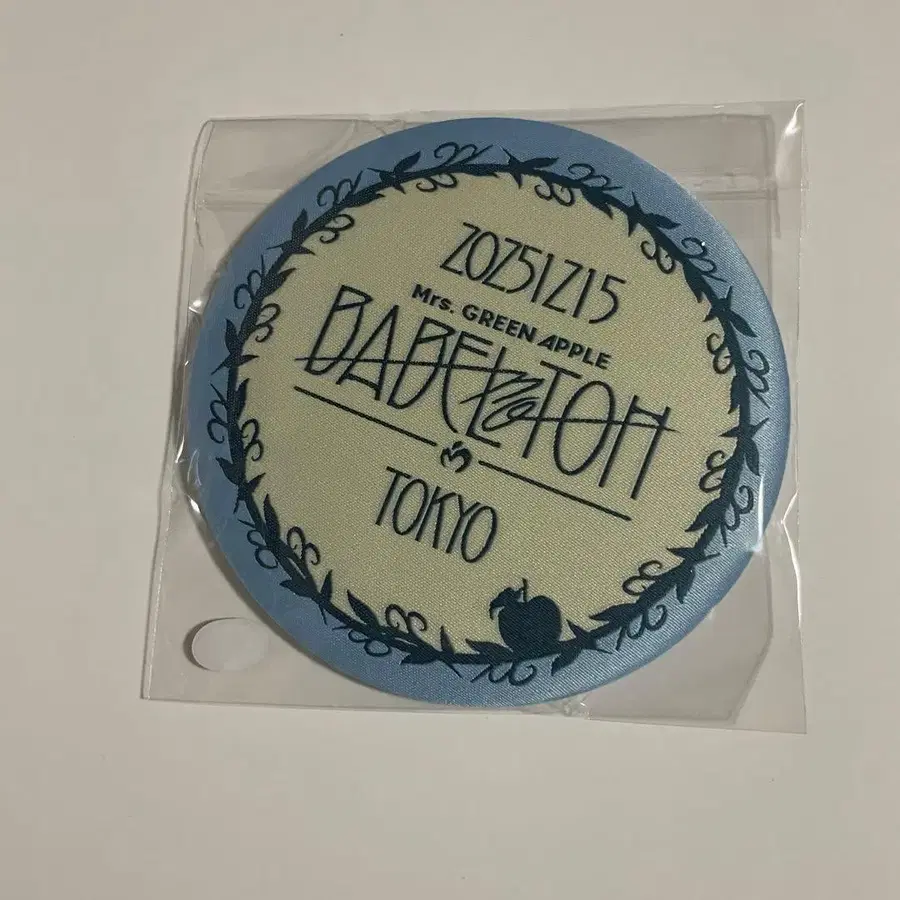 20251215
Mrs. GREEN APPLE
BABEL no TOH
TOKYO